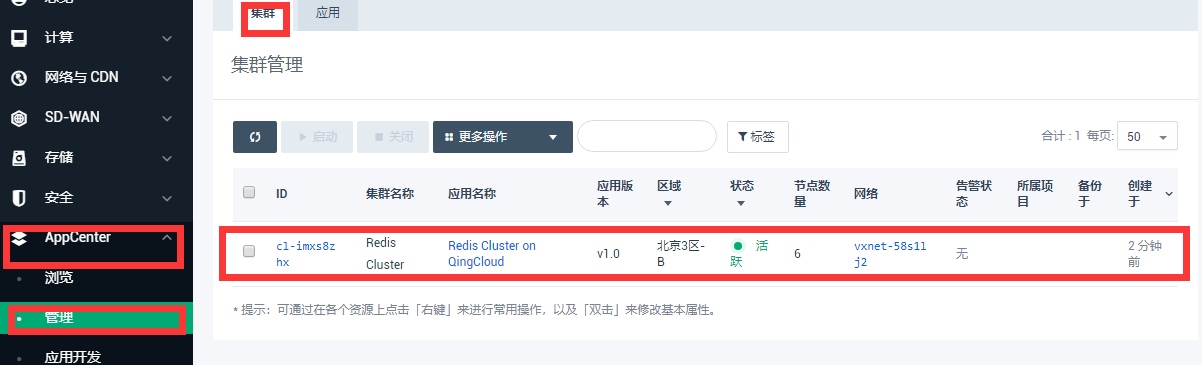 总览
集群
应用
计算
网络与 CDN
SD-WAN
存储
安全
AppCenter
浏览
管理
应用开发
集群管理
启动
关闭
更多操作
标签
合计 : 1 每页: 50
ID
集群名称
应用名称
应用版
本
区域
状态
节点数
量
网络
告警状
态
所属项
目
备份
于
创建
于
cl-imxs8z
hx
Redis
Cluster
Redis Cluster on
QingCloud
v1.0
北京3区-
B
活
跃
6
vxnet-58s11
j2
无
2 分钟
前
* 提示：可通过在各个资源上点击「右键」来进行常用操作，以及「双击」来修改基本属性。